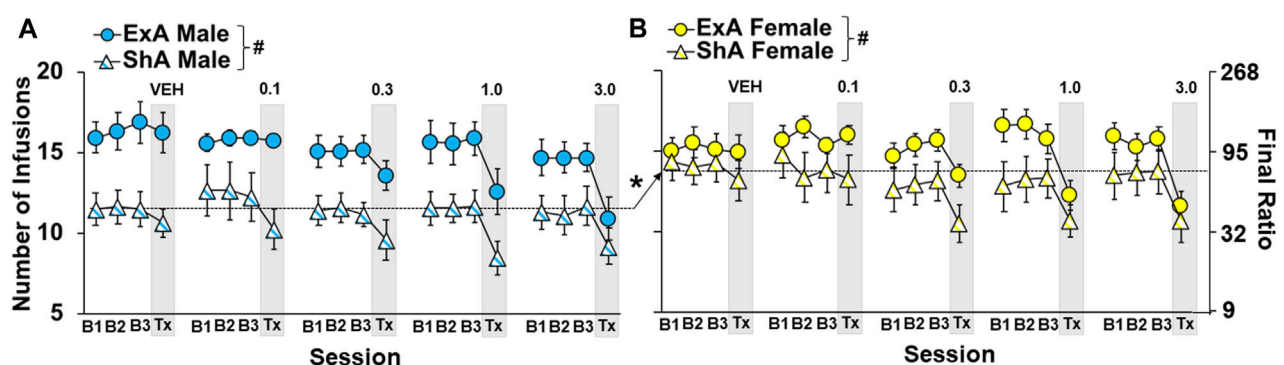 A
ExA Male
ShA Male
#
Number of Infusions
20
15
10
5
VEH
0.1
0.3
1.0
3.0
B1 B2 B3 Tx
B1 B2 B3 Tx
B1 B2 B3 Tx
B1 B2 B3 Tx
B1 B2 B3 Tx
Session
*
B
ExA Female
ShA Female
#
VEH
0.1
0.3
1.0
3.0
268
95
32
9
Final Ratio
B1 B2 B3 Tx
B1 B2 B3 Tx
B1 B2 B3 Tx
B1 B2 B3 Tx
B1 B2 B3 Tx
Session